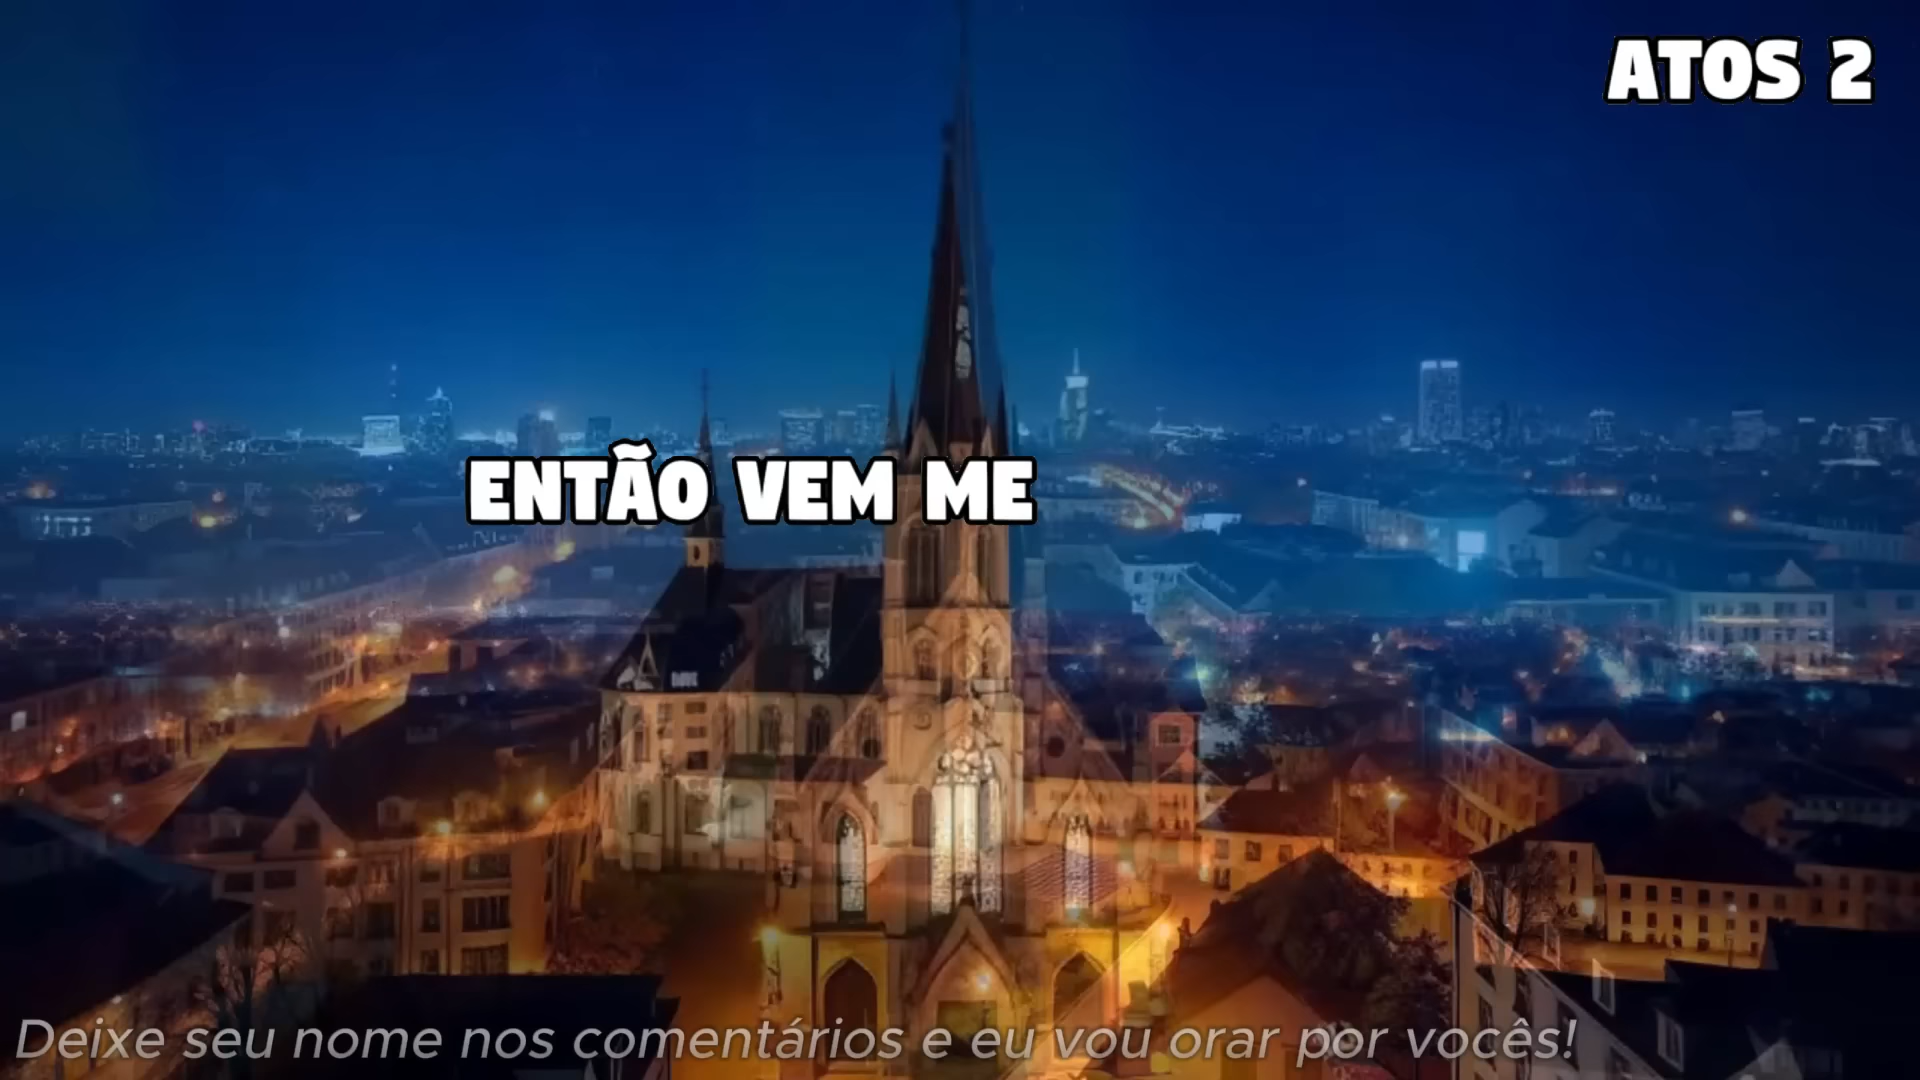 ATOS 2
ENTÃO VEM ME
Deixe seu nome nos comentários e eu vou orar por vocês!